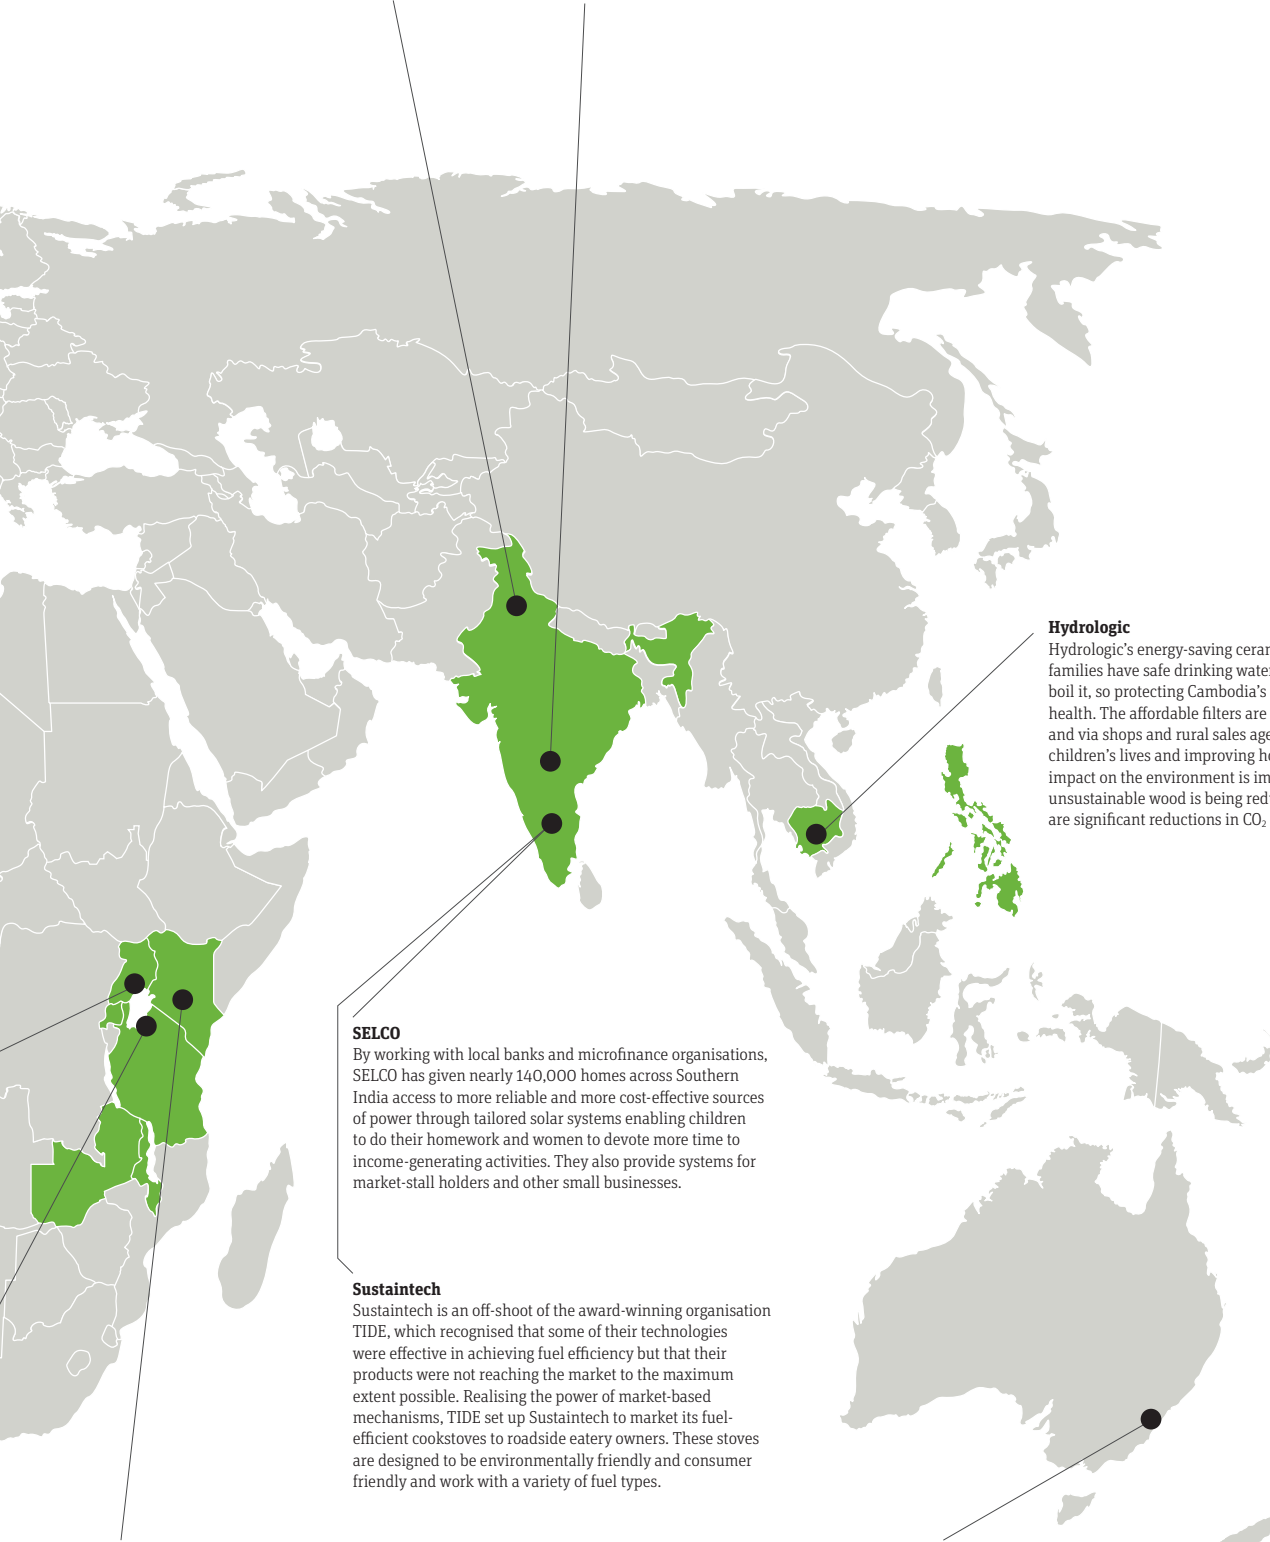 Hydrologic
Hydrologic's energy-saving
families have safe drinking
boil it, so protecting Cambodia's
health. The affordable filters are
and via shops and rural sales
children's lives and improving
impact on the environment is
unsustainable wood is being
are significant reductions in CO₂
SELCO
By working with local banks and microfinance organisations,
SELCO has given nearly 140,000 homes across Southern
India access to more reliable and more cost-effective sources
of power through tailored solar systems enabling children
to do their homework and women to devote more time to
income-generating activities. They also provide systems for
market-stall holders and other small businesses.
Sustaintech
Sustaintech is an off-shoot of the award-winning organisation
TIDE, which recognised that some of their technologies
were effective in achieving fuel efficiency but that their
products were not reaching the market to the maximum
extent possible. Realising the power of market-based
mechanisms, TIDE set up Sustaintech to market its fuel-
efficient cookstoves to roadside eatery owners. These stoves
are designed to be environmentally friendly and consumer
friendly and work with a variety of fuel types.